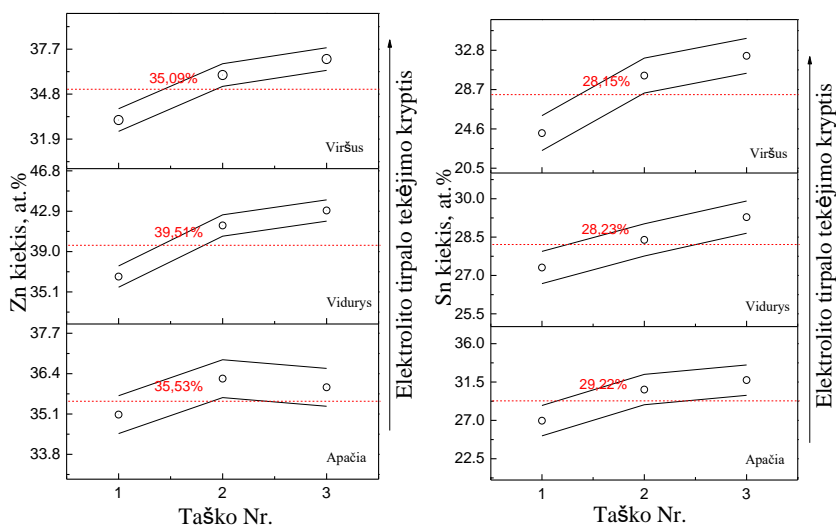 Zn kiekis, at.%
37.7
34.8
31.9
35,09%
Viršus
46.8
42.9
39.0
35.1
39,51%
Vidurys
37.7
36.4
35.1
33.8
35,53%
Apačia
1 2 3
Taško Nr.
Elektrolito tirpalo tekėjimo kryptis
Sn kiekis, at.%
32.8
28.7
24.6
20.5
28,15%
Viršus
30.0
28.5
27.0
25.5
28,23%
Vidurys
36.0
31.5
27.0
22.5
29,22%
Apačia
1 2 3
Taško Nr.
Elektrolito tirpalo tekėjimo kryptis